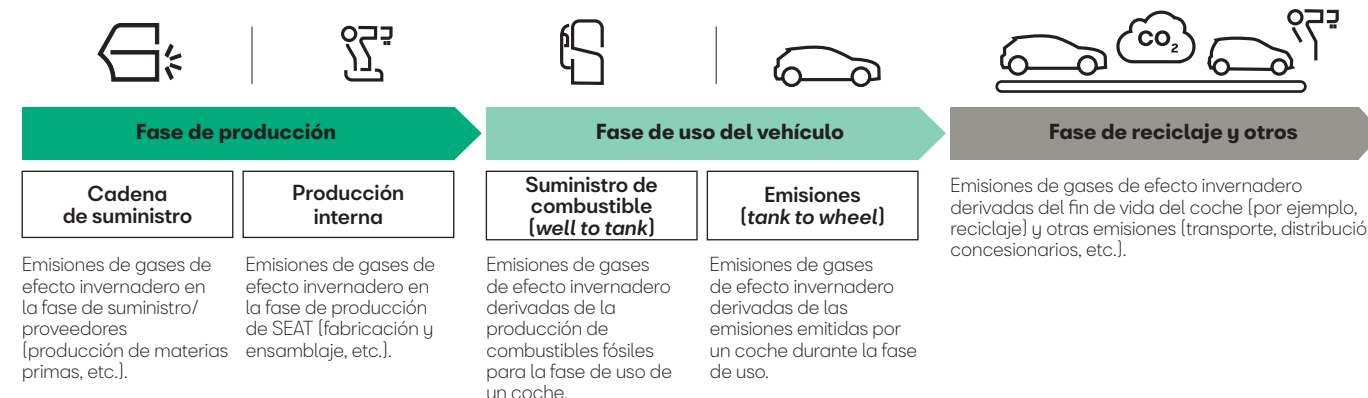 CO₂
Fase de producción
Fase de uso del vehículo
Fase de reciclaje y otros
Cadena
de suministro
Emisiones de gases de
efecto invernadero en
la fase de suministro/
proveedores
(producción de materias
primas, etc.).
Producción
interna
Emisiones de gases de
efecto invernadero en
la fase de producción
de SEAT (fabricación y
ensamblaje, etc.).
Suministro de
combustible
(well to tank)
Emisiones de gases
de efecto invernadero
derivadas de la
producción de
combustibles fósiles
para la fase de uso de
un coche.
Emisiones
(tank to wheel)
Emisiones de gases
de efecto invernadero
derivadas de las
emisiones emitidas por
un coche durante la fase
de uso.
Emisiones de gases de efecto invernadero
derivadas del fin de vida del coche (por ejemplo,
reciclaje) y otras emisiones (transporte, distribució
concesionarios, etc.).